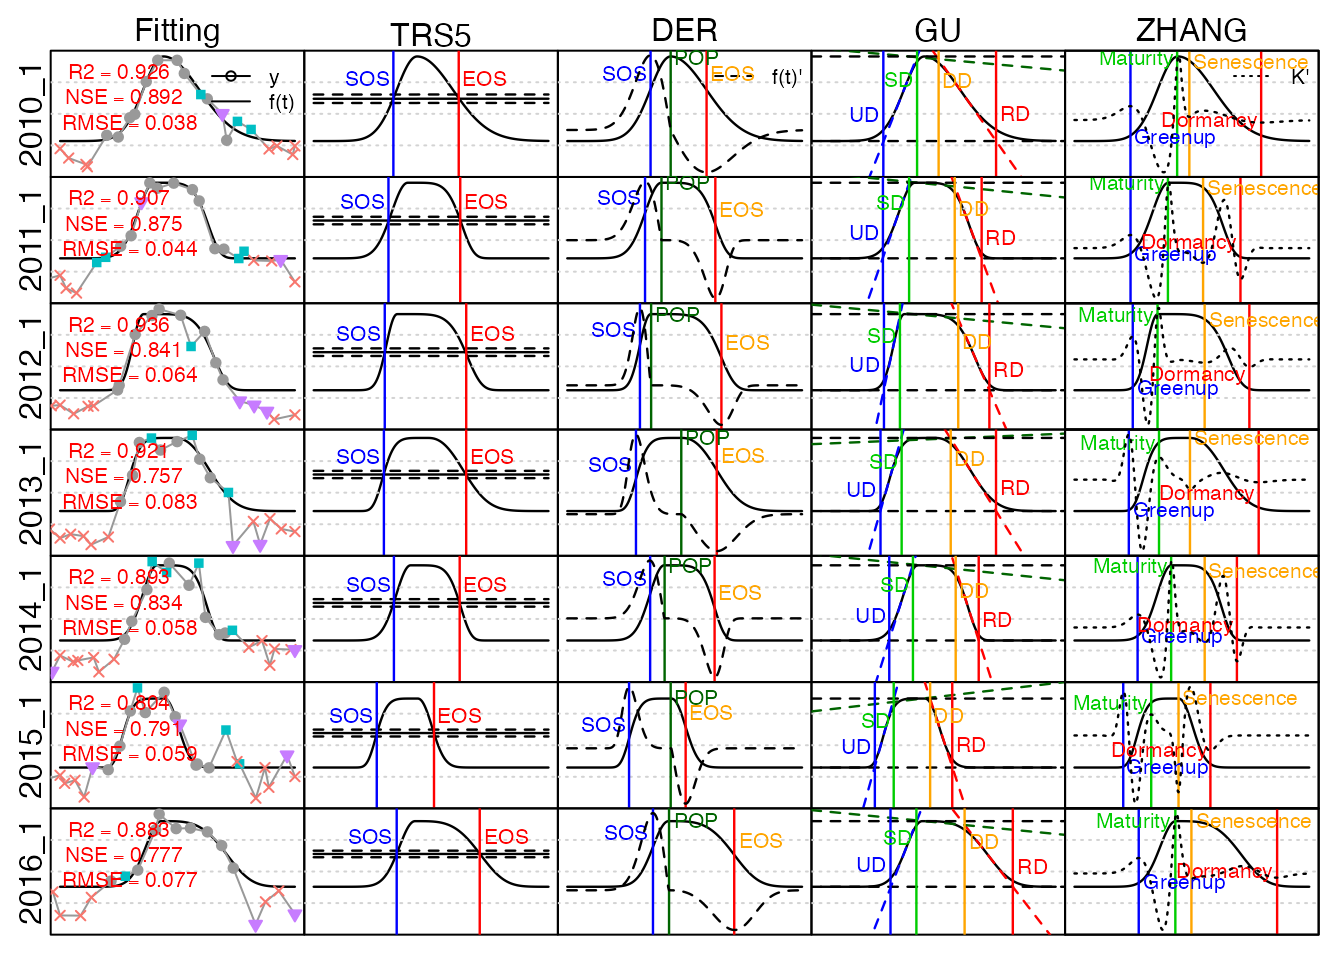 Fitting TRS5 DER GU ZHANG
2010_1
R2 = 0.926
NSE = 0.892
RMSE = 0.038
y
f(t)
SOS EOS
SOS POP EOS f(t)'
UD SD DD RD
Greenup Maturity Senescence Dormancy K'
2011_1
R2 = 0.907
NSE = 0.875
RMSE = 0.044
SOS EOS
SOS POP EOS
UD SD DD RD
Greenup Maturity Senescence Dormancy
2012_1
R2 = 0.936
NSE = 0.841
RMSE = 0.064
SOS EOS
SOS POP EOS
UD SD DD RD
Greenup Maturity Senescence Dormancy
2013_1
R2 = 0.921
NSE = 0.757
RMSE = 0.083
SOS EOS
SOS POP EOS
UD SD DD RD
Greenup Maturity Senescence Dormancy
2014_1
R2 = 0.893
NSE = 0.834
RMSE = 0.058
SOS EOS
SOS POP EOS
UD SD DD RD
Greenup Maturity Senescence Dormancy
2015_1
R2 = 0.804
NSE = 0.791
RMSE = 0.059
SOS EOS
SOS POP EOS
UD SD DD RD
Greenup Maturity Senescence Dormancy
2016_1
R2 = 0.883
NSE = 0.777
RMSE = 0.077
SOS EOS
SOS POP EOS
UD SD DD RD
Greenup Maturity Senescence Dormancy